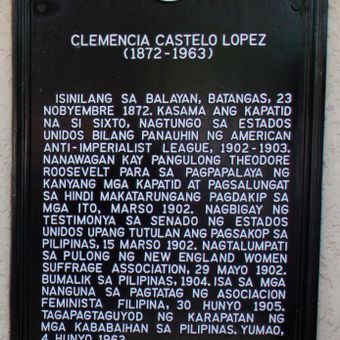 CLEMENCIA CASTELO LOPEZ
(1872-1963)
ISINILANG SA BALAYAN, BATANGAS, 23
NOBYEMBRE 1872. KASAMA ANG KAPATID
NA SI SIXTO, NAGTUNGO SA ESTADOS
UNIDOS BILANG PANAUHIN NG AMERICAN
ANTI-IMPERIALIST LEAGUE, 1902-1903.
NANAWAGAN KAY PANGULONG THEODORE
ROOSEVELT PARA SA PAGPAPALAYA NG
KANYANG MGA KAPATID AT PAGSALUNGAT
SA HINDI MAKATARUNGANG PAGDAKIP SA
MGA ITO, MARSO 1902. NAGBIGAY NG
TESTIMONYA SA SENADO NG ESTADOS
UNIDOS UPANG TUTULAN ANG PAGSAKOP SA
PILIPINAS, 15 MARSO 1902. NAGTALUMPATI
SA PULONG NG NEW ENGLAND WOMEN
SUFFRAGE ASSOCIATION, 29 MAYO 1902.
BUMALIK SA PILIPINAS, 1904. ISA SA MGA
NANGUNA SA PAGTATAG NG ASOCIACION
FEMINISTA FILIPINA, 30 HUNYO 1905.
TAGAPAGTAGUYOD NG KARAPATAN NG
MGA KABABAIHAN SA PILIPINAS. YUMAO,
4 HUNYO 1963.